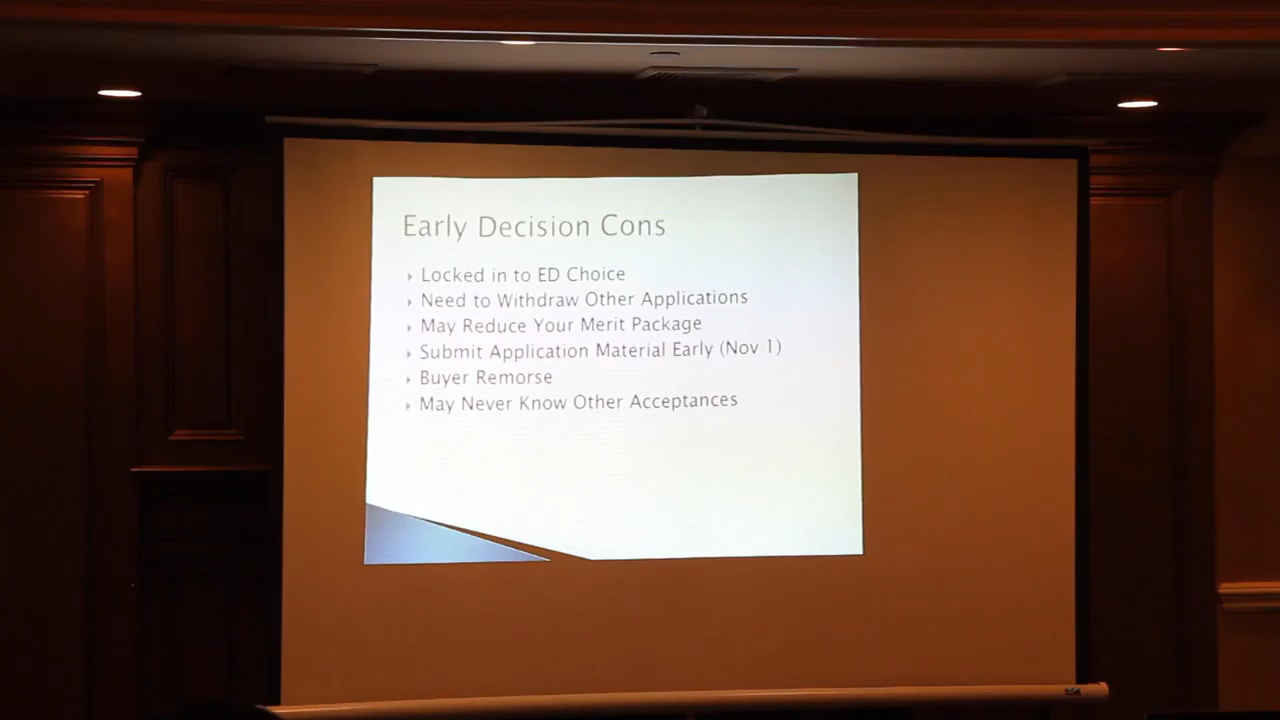 Early Decision Cons
Locked in to ED Choice
Need to Withdraw Other Applications
May Reduce Your Merit Package
Submit Application Material Early (Nov 1)
Buyer Remorse
May Never Know Other Acceptances